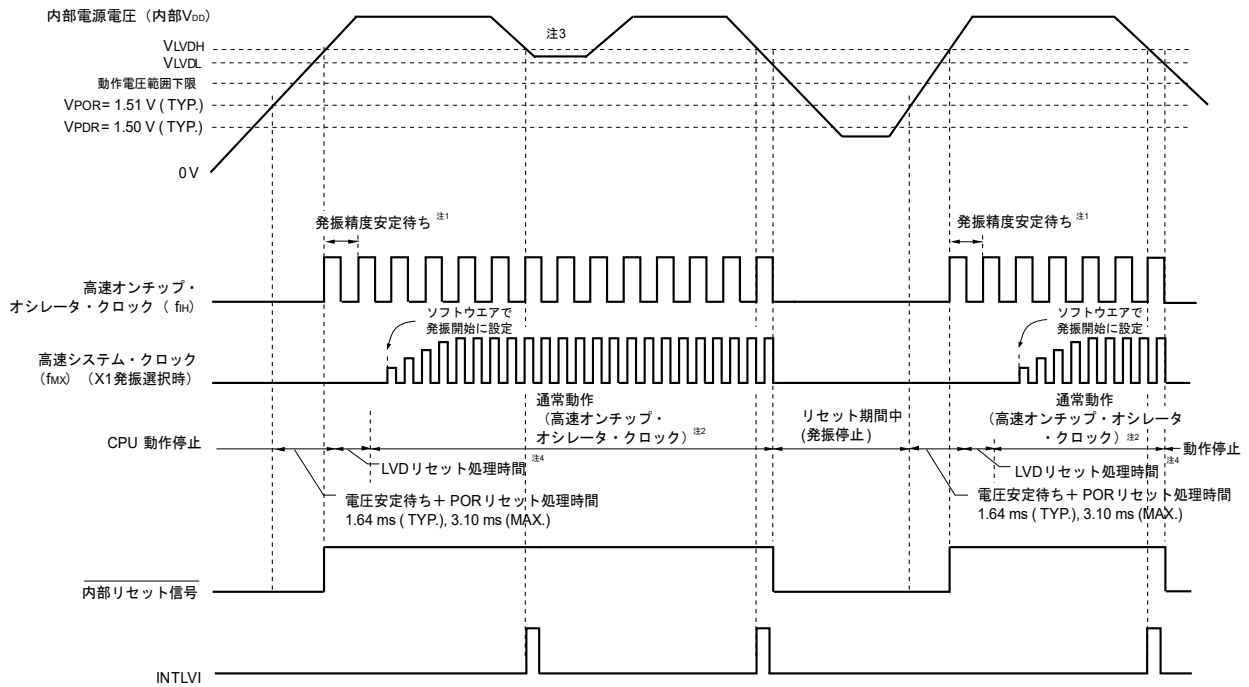 内部電源電圧（内部VDD）
注3
VLVDH
VLVDL
動作電圧範囲下限
VPOR= 1.51 V ( TYP.)
VPDR= 1.50 V ( TYP.)
0 V
発振精度安定待ち 注1
発振精度安定待ち 注1
高速オンチップ・
オシレータ・クロック（ fIH）
ソフトウエアで
発振開始に設定
ソフトウエアで
発振開始に設定
高速システム・クロック
（fMX）（X1発振選択時）
通常動作
（高速オンチップ・
オシレータ・クロック）注2
リセット期間中
(発振停止)
通常動作
（高速オンチップ・オシレータ
・クロック）注2
CPU 動作停止
動作停止
LVDリセット処理時間 注4
LVDリセット処理時間 注4
電圧安定待ち＋ PORリセット処理時間
1.64 ms ( TYP.), 3.10 ms (MAX.)
電圧安定待ち＋ PORリセット処理時間
1.64 ms ( TYP.), 3.10 ms (MAX.)
内部リセット信号
INTLVI